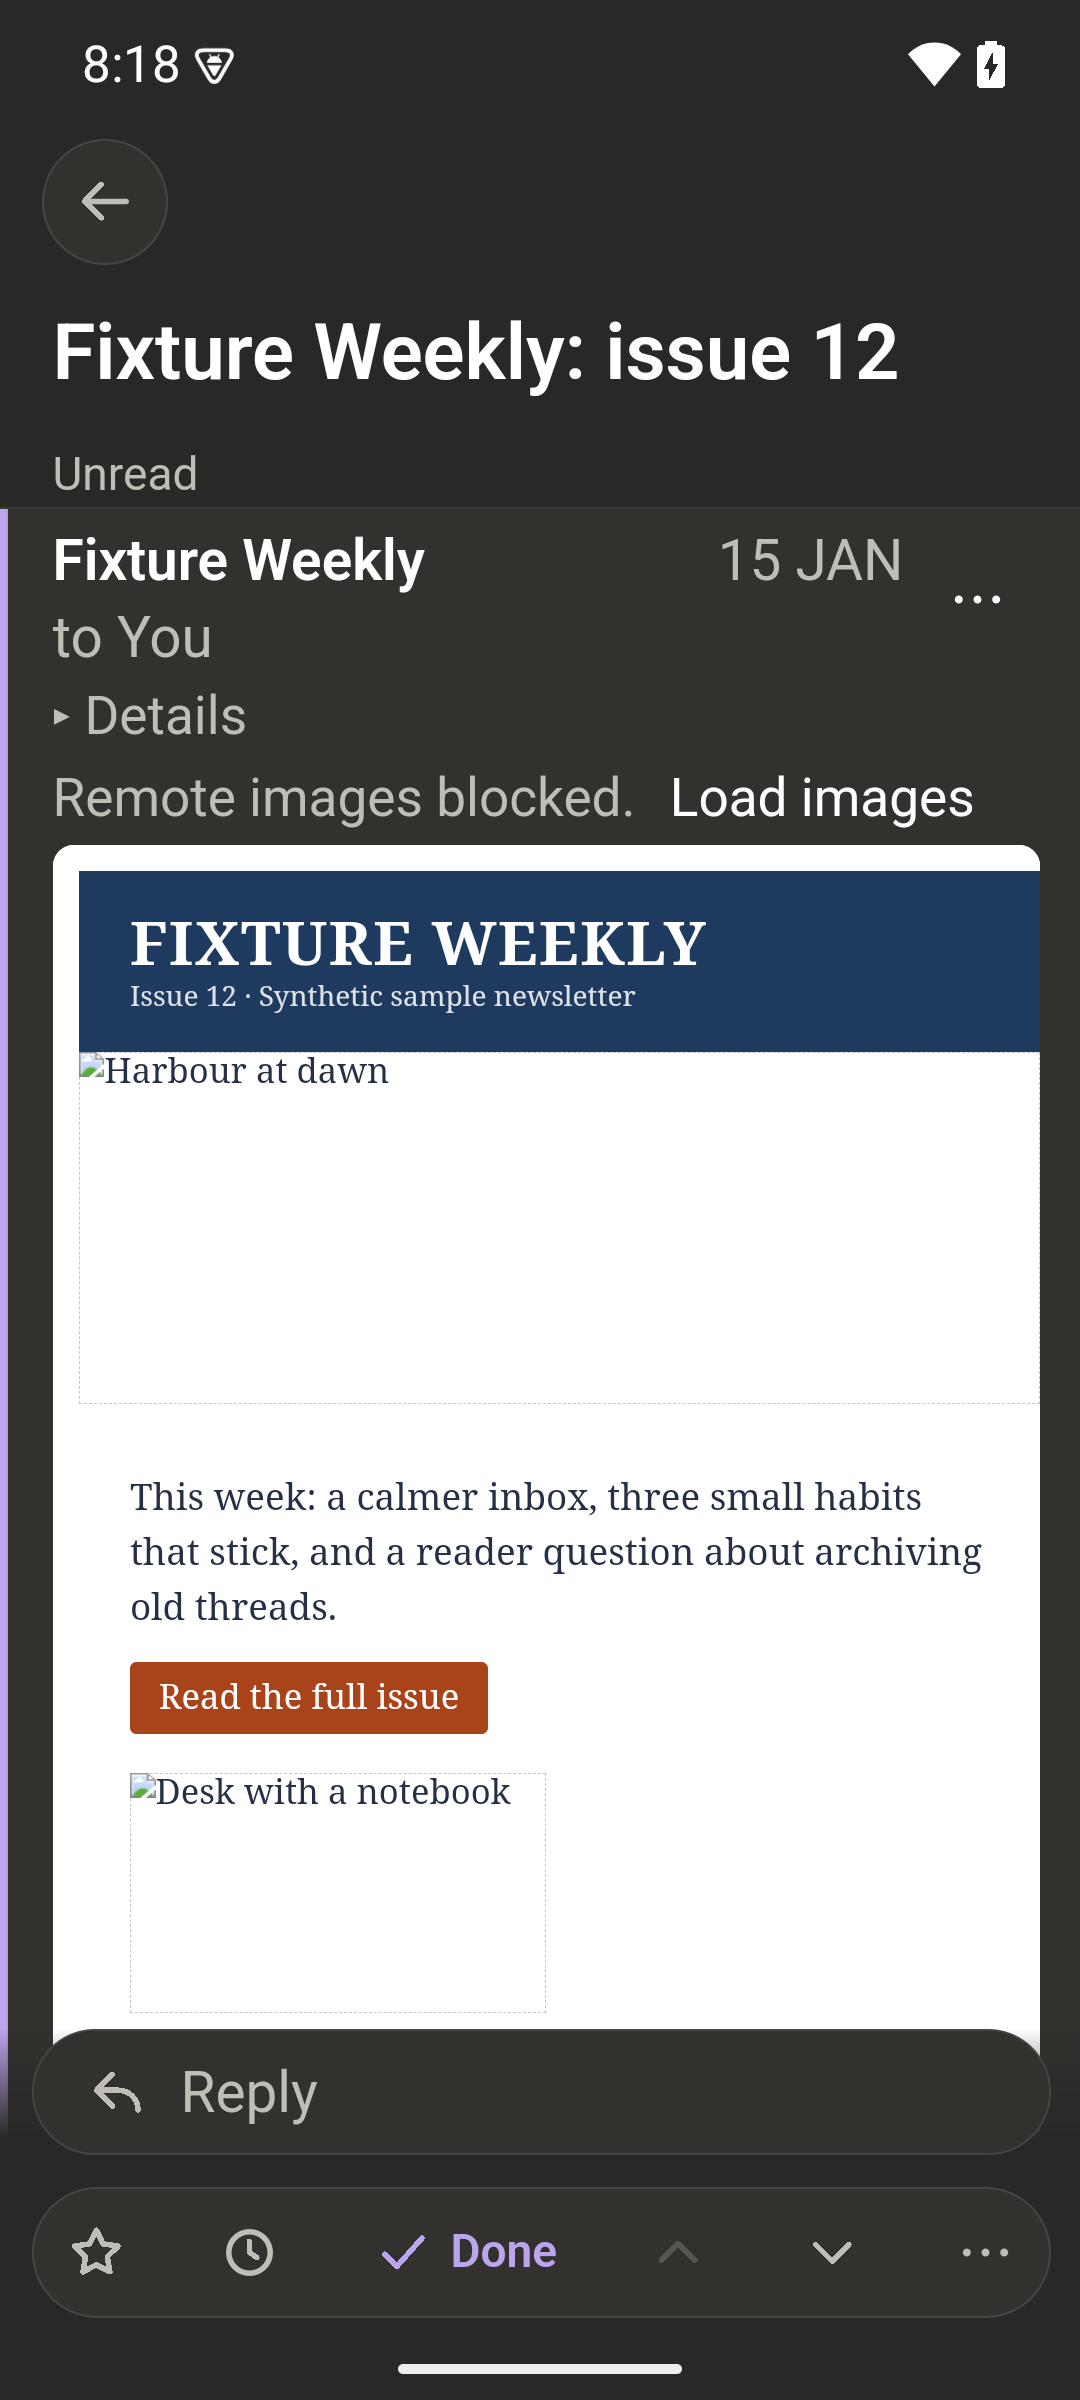 8:18
Fixture Weekly: issue 12
Unread
Fixture Weekly 15 JAN
to You
Details
Remote images blocked. Load images
FIXTURE WEEKLY
Issue 12 · Synthetic sample newsletter
Harbour at dawn
This week: a calmer inbox, three small habits
that stick, and a reader question about archiving
old threads.
Read the full issue
Desk with a notebook
Reply
Done